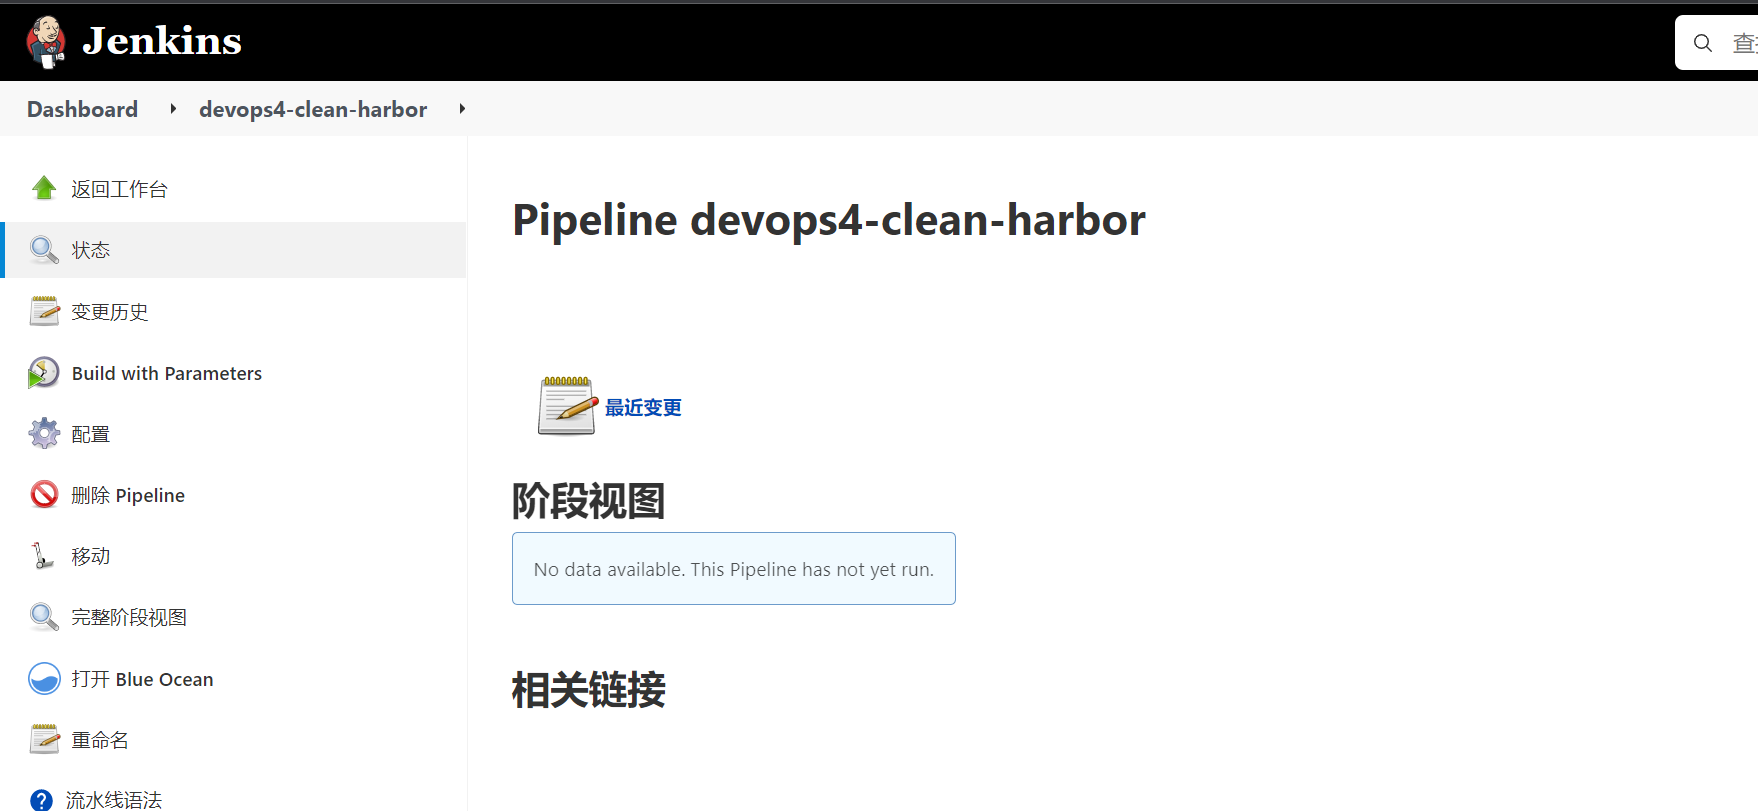 Jenkins
Dashboard
devops4-clean-harbor
返回工作台
状态
变更历史
Build with Parameters
配置
删除 Pipeline
移动
完整阶段视图
打开 Blue Ocean
重命名
流水线语法
Pipeline devops4-clean-harbor
最近变更
阶段视图
No data available. This Pipeline has not yet run.
相关链接